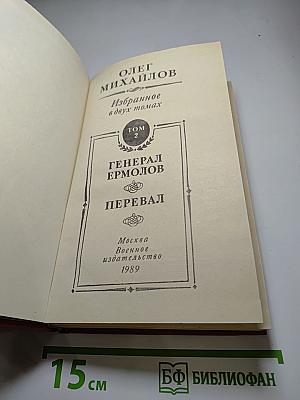 ОЛЕГ
МИХАЙЛОВ
Избранное
в двух томах
ТОМ
2
ГЕНЕРАЛ
ЕРМОЛОВ
ПЕРЕВАЛ
Москва
Военное
издательство
1989
15 см
БФ БИБЛИОФАН